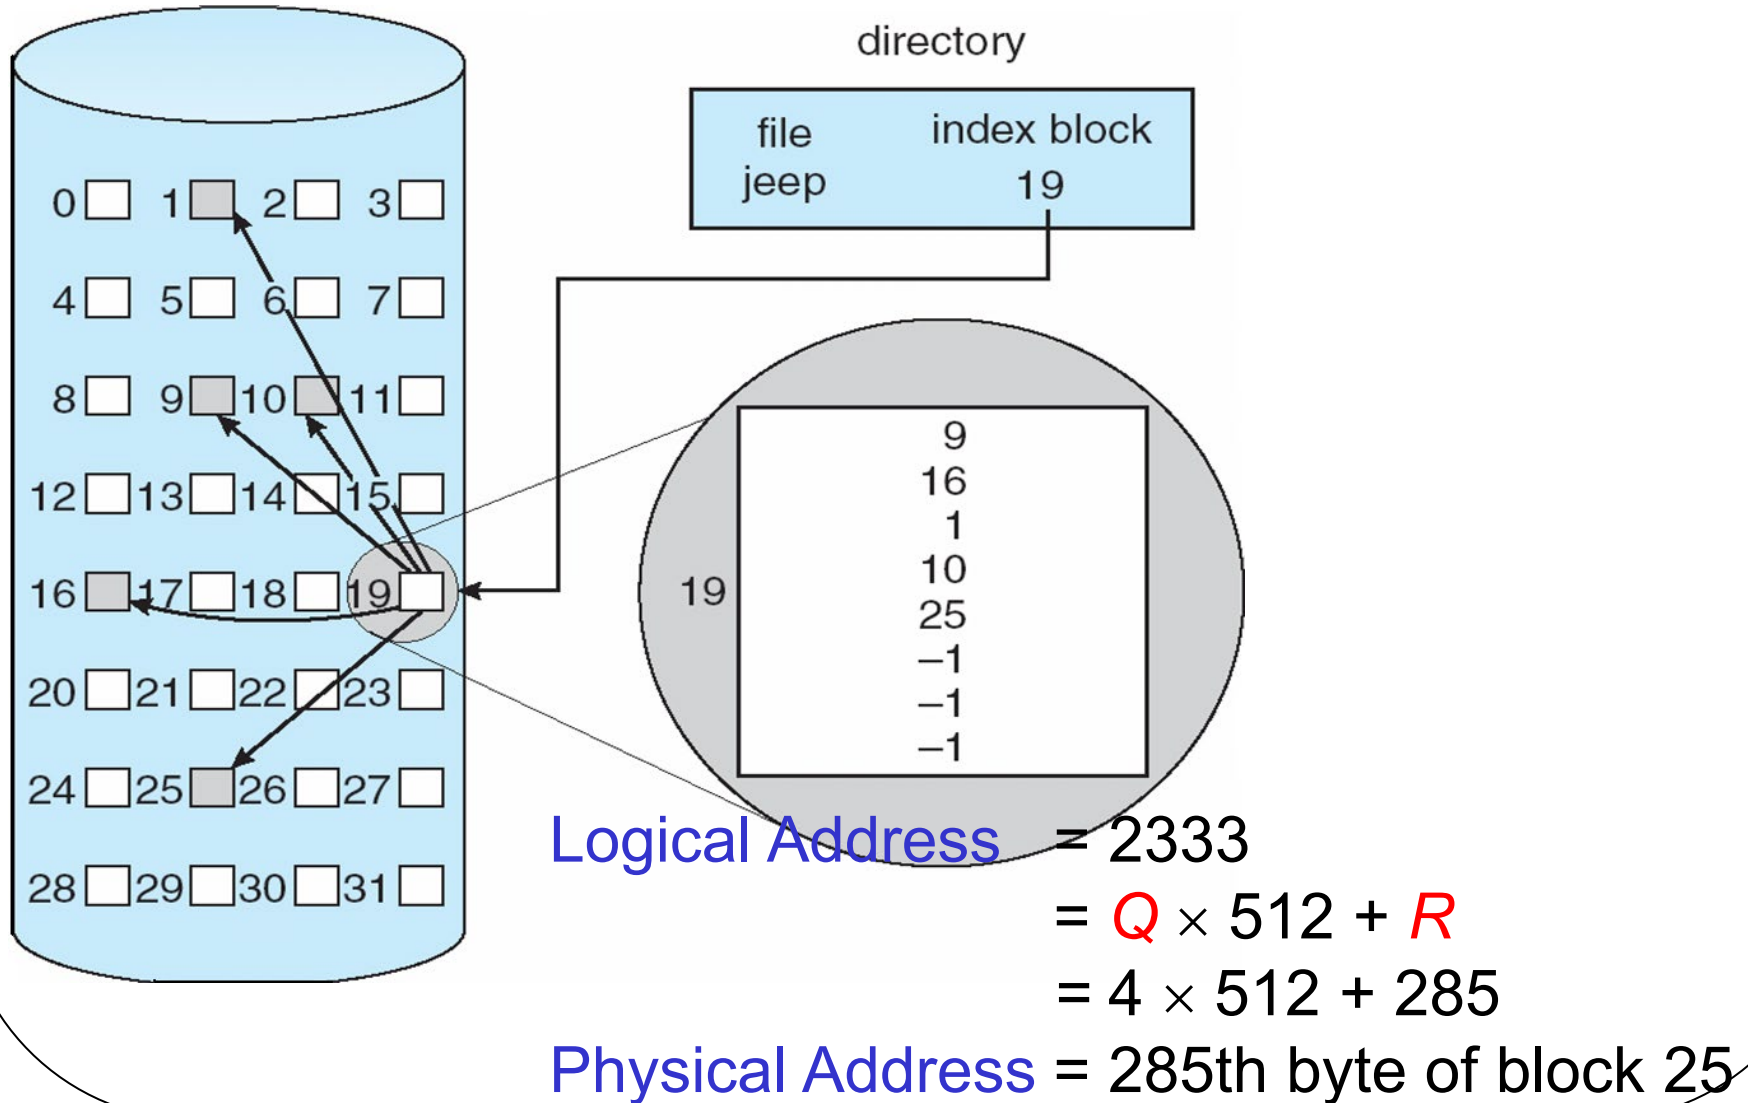 directory
file index block
jeep 19
0 1 2 3
4 5 6 7
8 9 10 11
12 13 14 15
16 17 18 19
20 21 22 23
24 25 26 27
28 29 30 31
19
9
16
1
10
25
–1
–1
–1
Logical Address = 2333
= Q × 512 + R
= 4 × 512 + 285
Physical Address = 285th byte of block 25